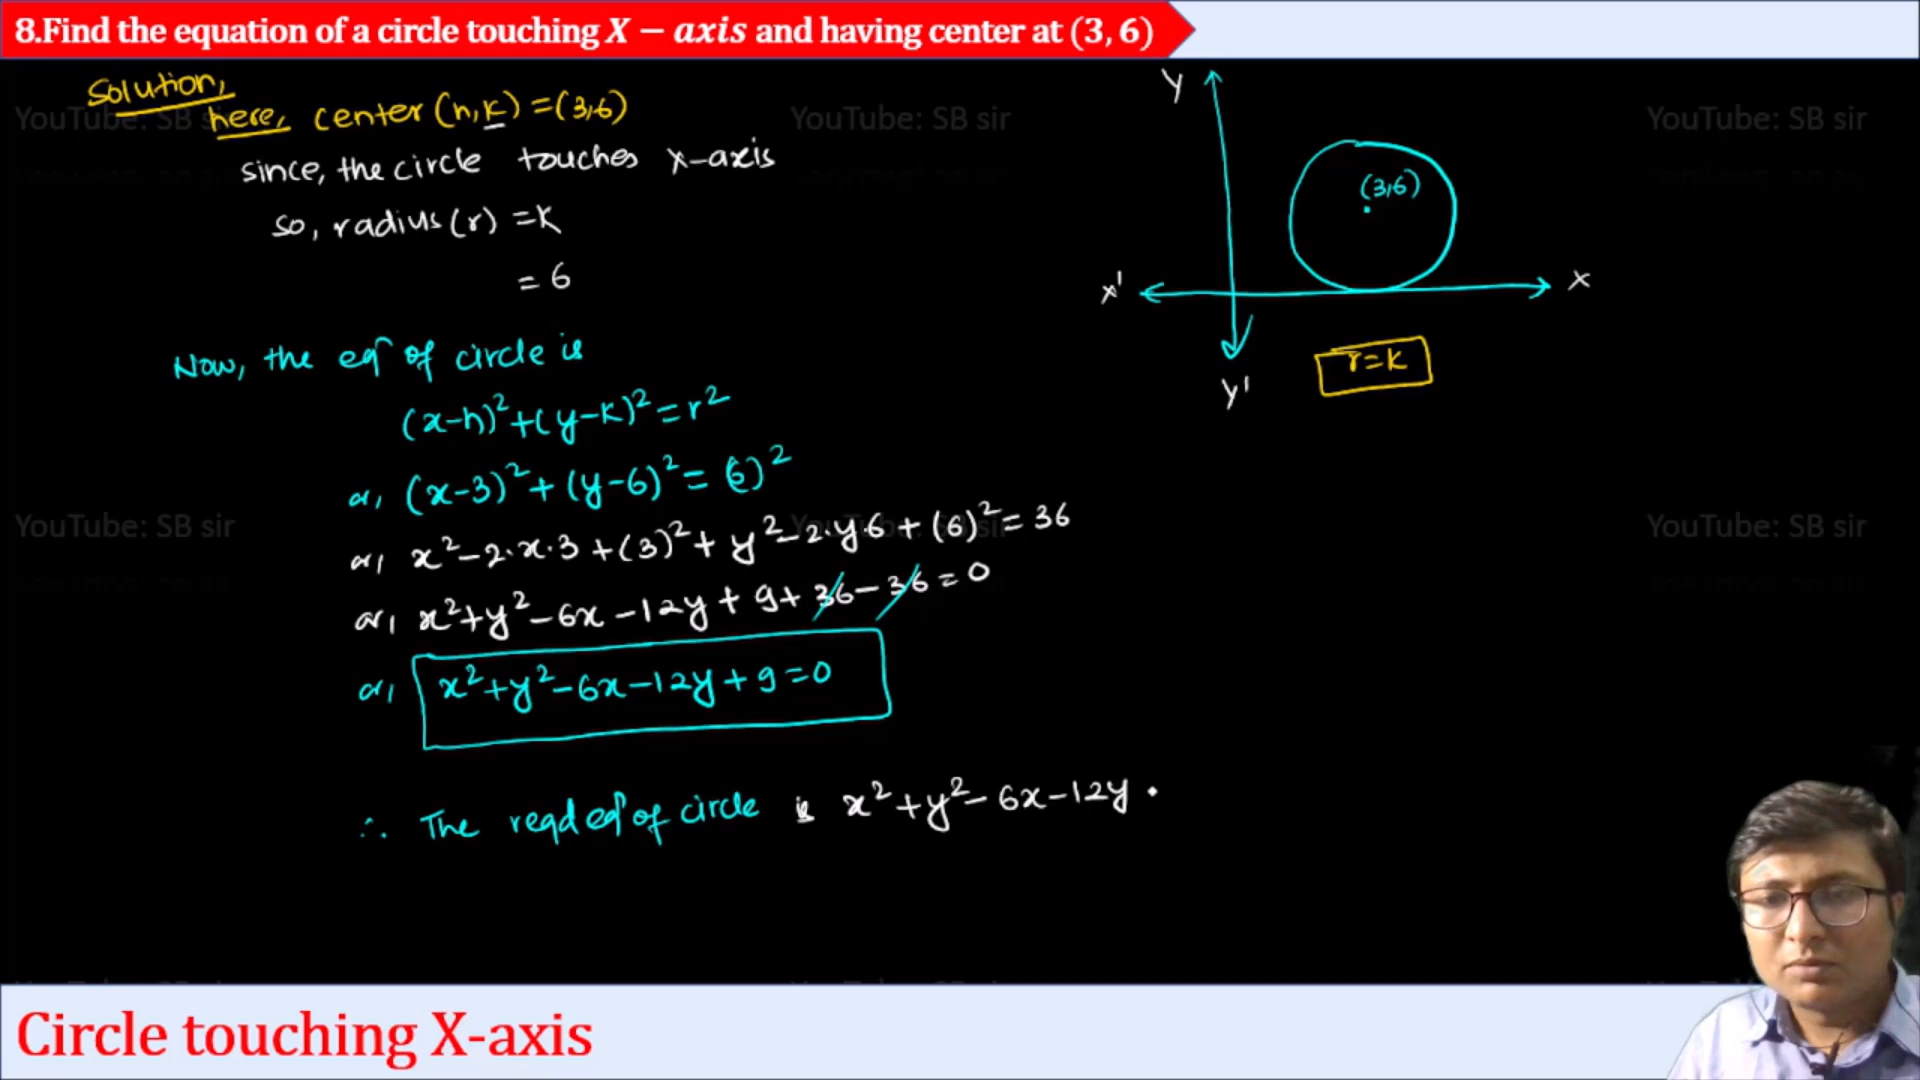 8.Find the equation of a circle touching X − axis and having center at (3, 6)
Solution,
here, center (h,k) =(3,6)
since, the circle touches x-axis
so, radius(r) =k
= 6
Now, the eqⁿ of circle is
(x-h)²+(y-k)²=r²
or, (x-3)²+(y-6)²= (6)²
or, x²-2·x·3+(3)²+y²-2·y·6+(6)²=36
or, x²+y²-6x-12y+9+36-36=0
or, x²+y²-6x-12y+9=0
∴ The reqd eqⁿ of circle is x²+y²-6x-12y
Y
(3,6)
X'
X
Y'
r=k
YouTube: SB sir
YouTube: SB sir
YouTube: SB sir
YouTube: SB sir
YouTube: SB sir
YouTube: SB sir
Circle touching X-axis